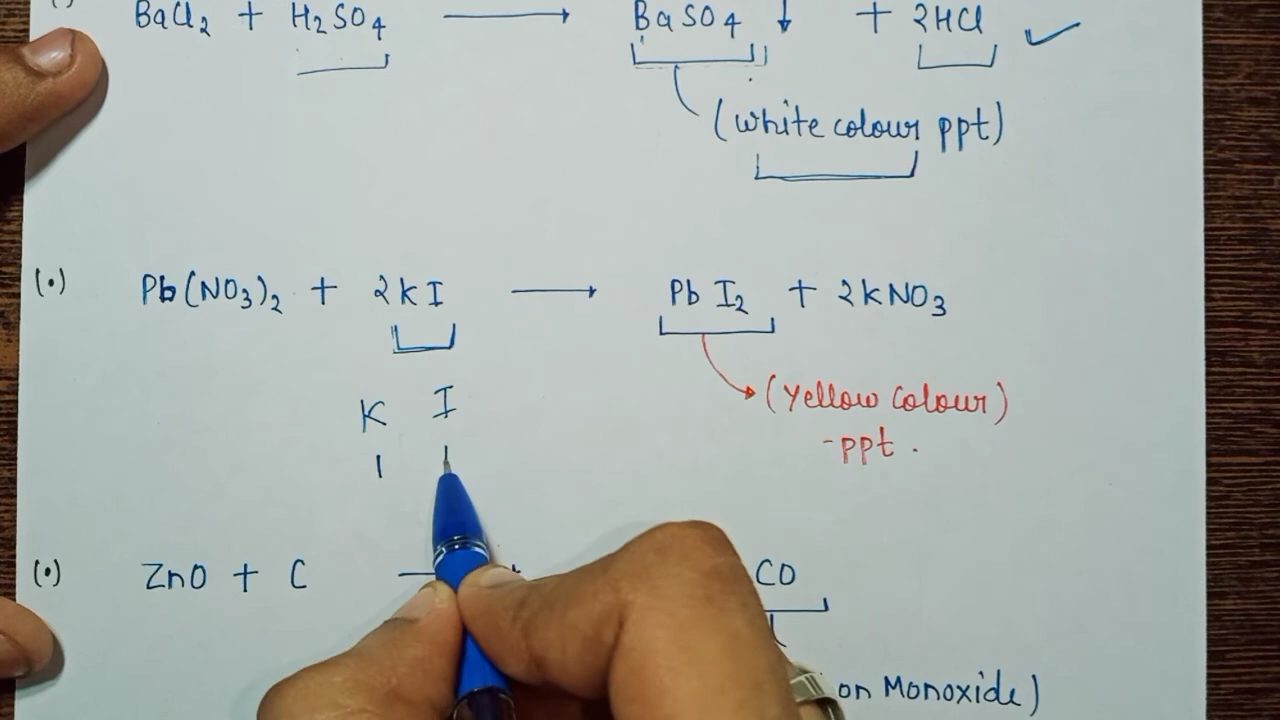 BaCl₂ + H₂SO₄ → BaSO₄ ↓ + 2HCl ✓
(White colour ppt)
(•) Pb(NO₃)₂ + 2KI → PbI₂ + 2KNO₃
K I
1 1
(Yellow Colour)
-ppt.
(•) ZnO + C CO
on Monoxide)